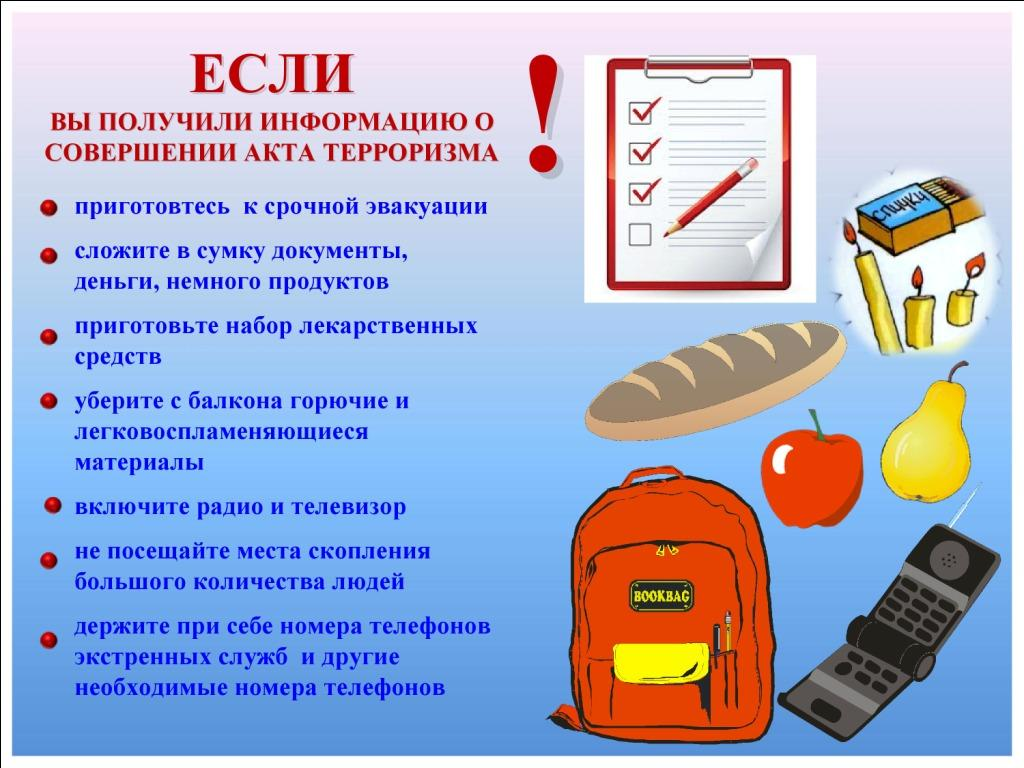 ЕСЛИ
!
ВЫ ПОЛУЧИЛИ ИНФОРМАЦИЮ О
СОВЕРШЕНИИ АКТА ТЕРРОРИЗМА
приготовтесь к срочной эвакуации
сложите в сумку документы,
деньги, немного продуктов
приготовьте набор лекарственных
средств
уберите с балкона горючие и
легковоспламеняющиеся
материалы
включите радио и телевизор
не посещайте места скопления
большого количества людей
держите при себе номера телефонов
экстренных служб и другие
необходимые номера телефонов
спички
BOOKBAG